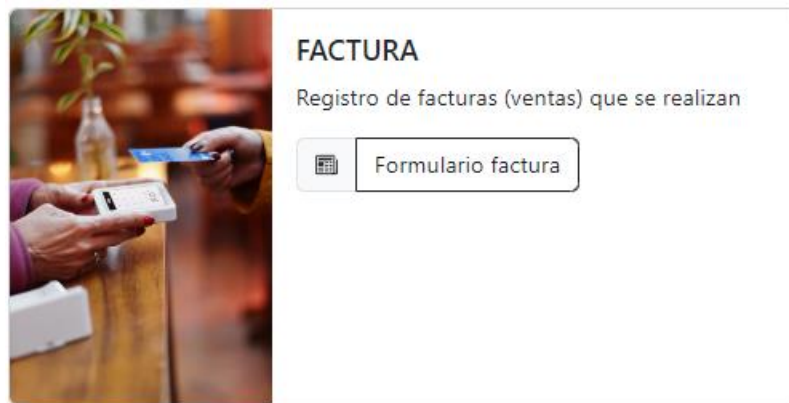 FACTURA
Registro de facturas (ventas) que se realizan
Formulario factura